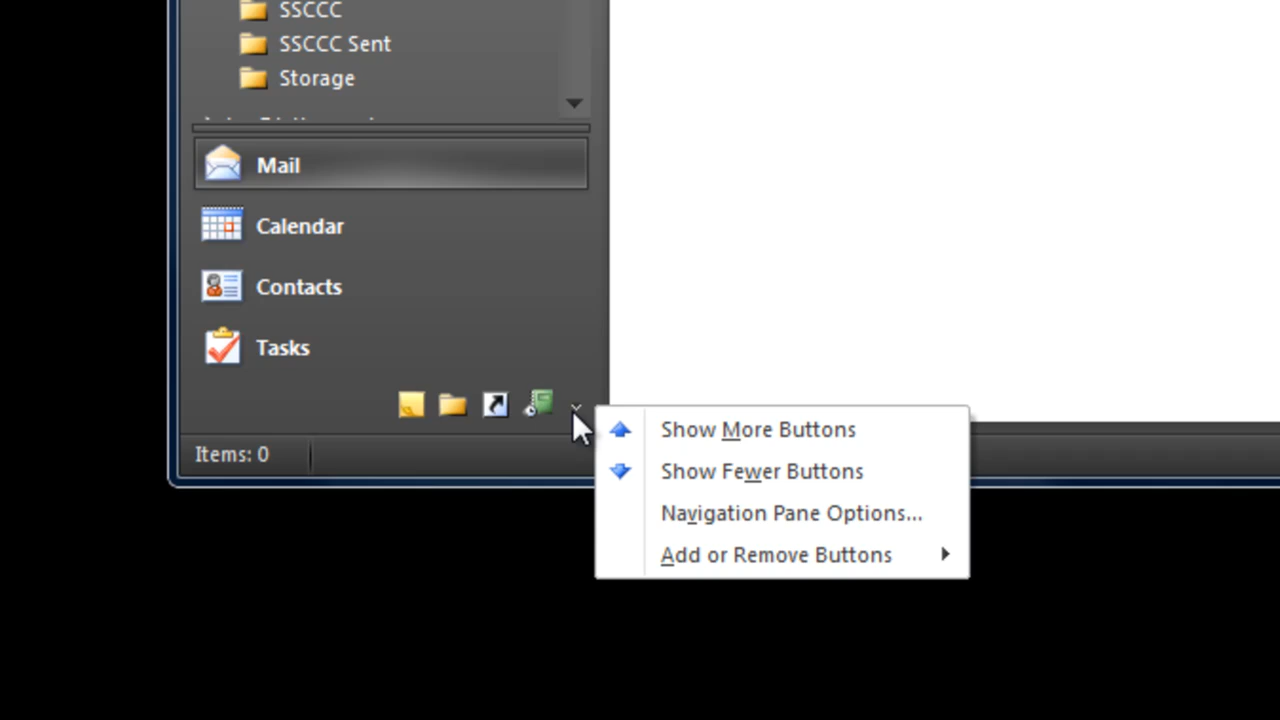 SSCCC
SSCCC Sent
Storage
Mail
Calendar
Contacts
Tasks
Items: 0
Show More Buttons
Show Fewer Buttons
Navigation Pane Options...
Add or Remove Buttons